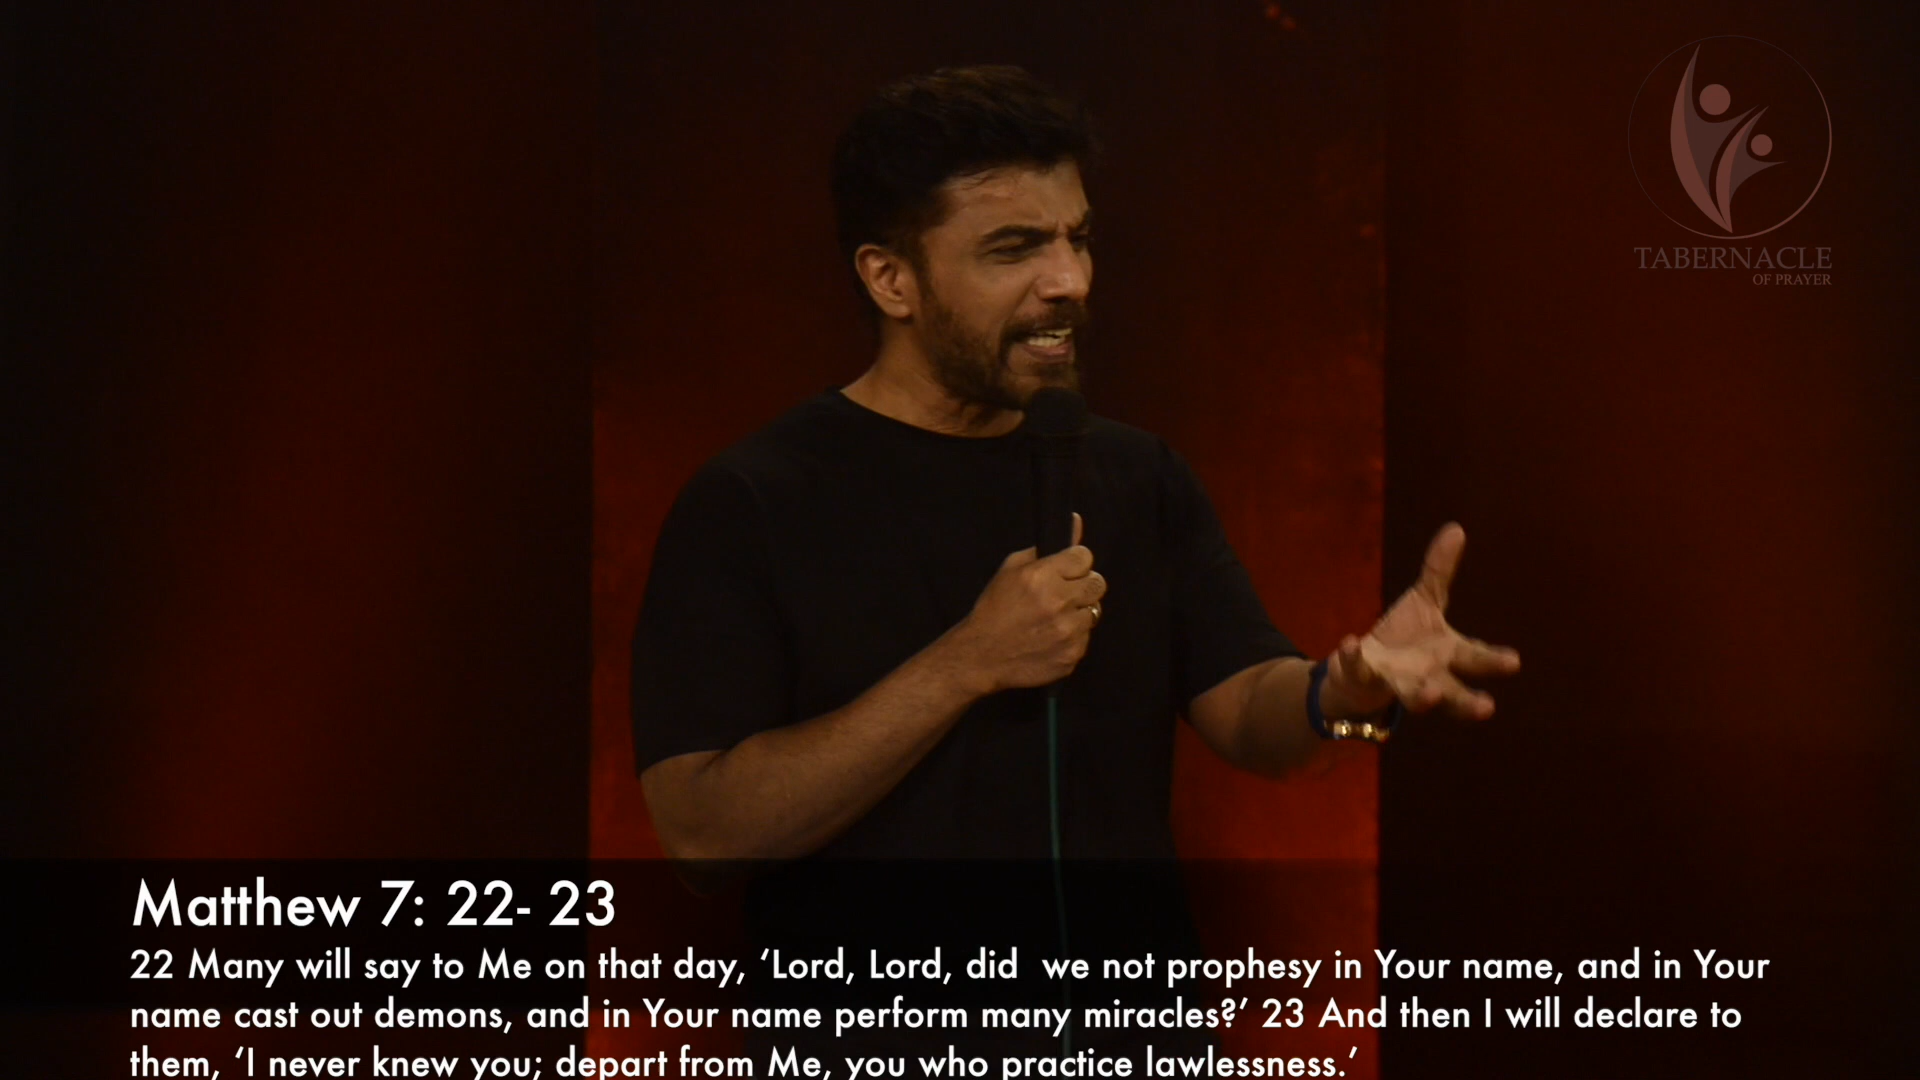 TABERNACLE
OF PRAYER
Matthew 7: 22- 23
22 Many will say to Me on that day, ‘Lord, Lord, did  we not prophesy in Your name, and in Your
name cast out demons, and in Your name perform many miracles?’ 23 And then I will declare to
them, ‘I never knew you; depart from Me, you who practice lawlessness.’